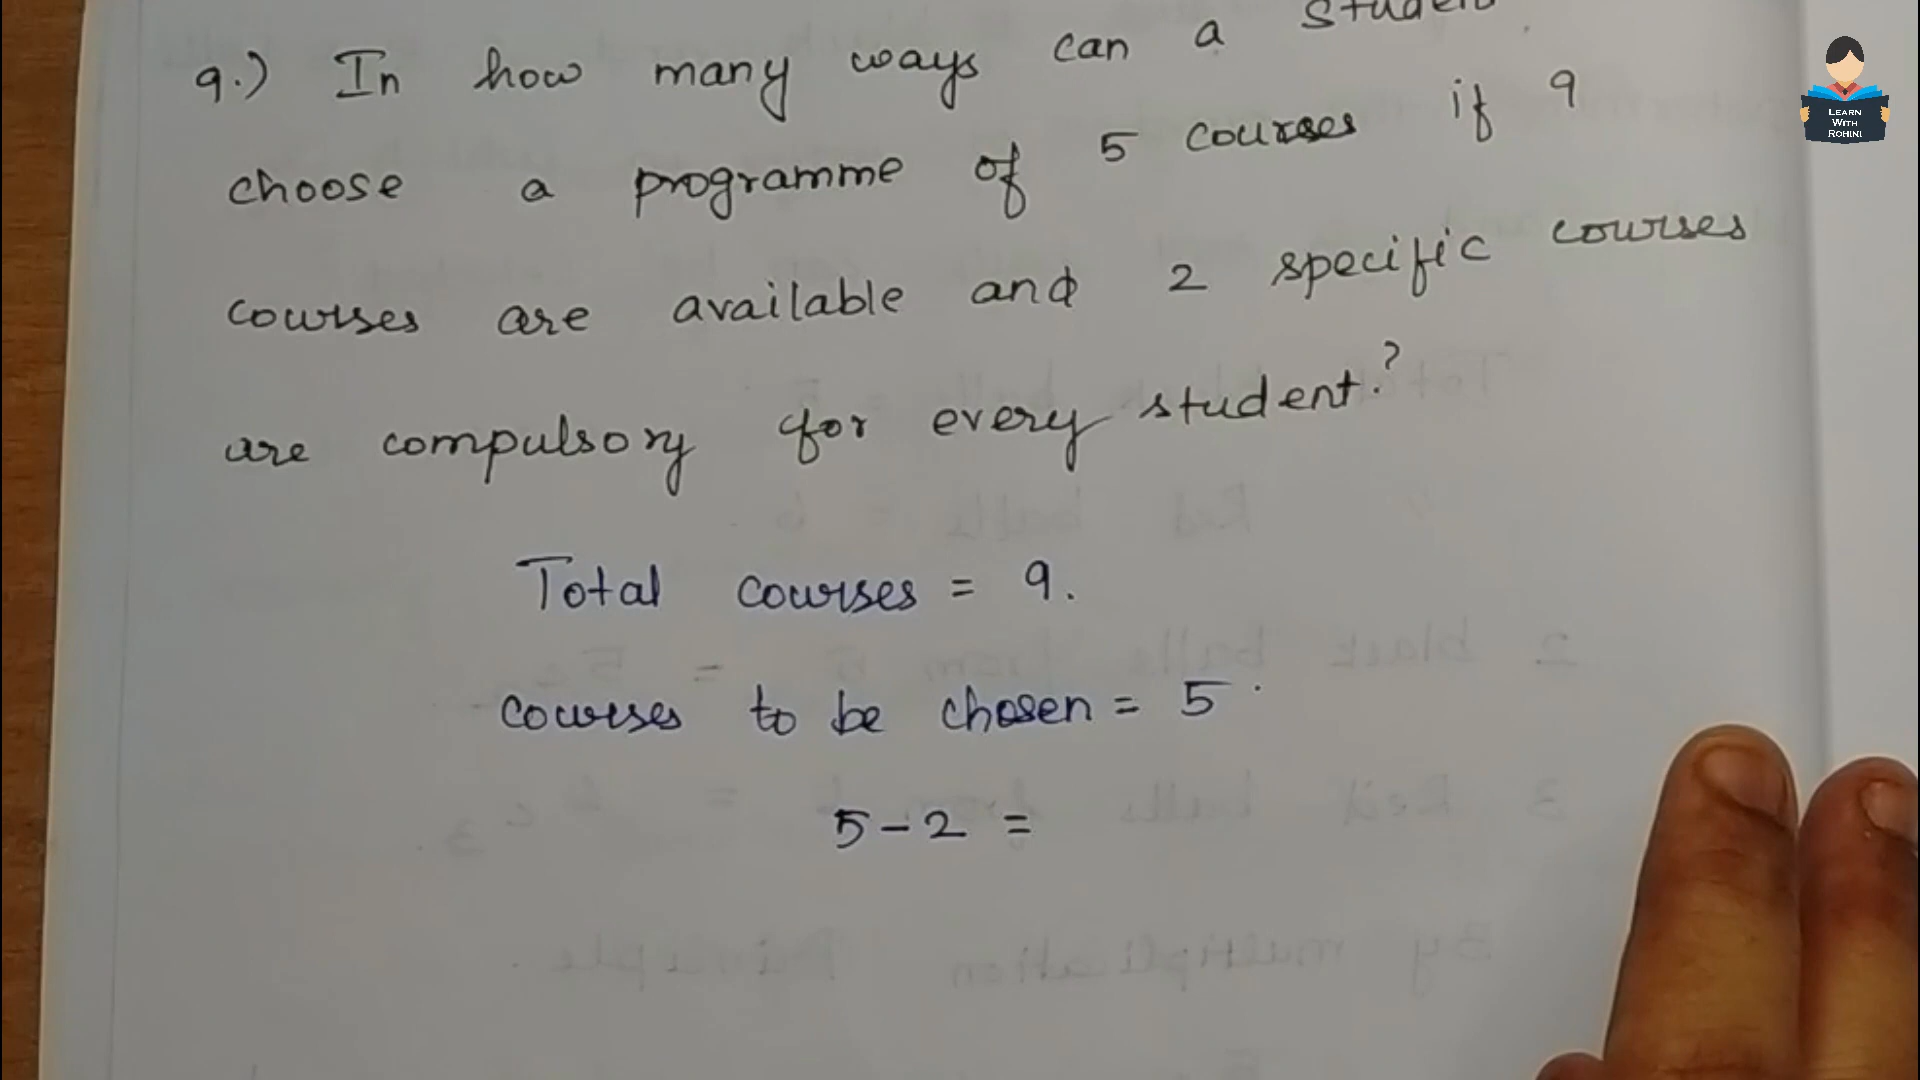 9.) In how many ways can a student
choose a programme of 5 courses if 9
courses are available and 2 specific courses
are compulsory for every student.?
Total courses = 9.
courses to be chosen = 5.
5-2 =
LEARN
WITH
ROHINI